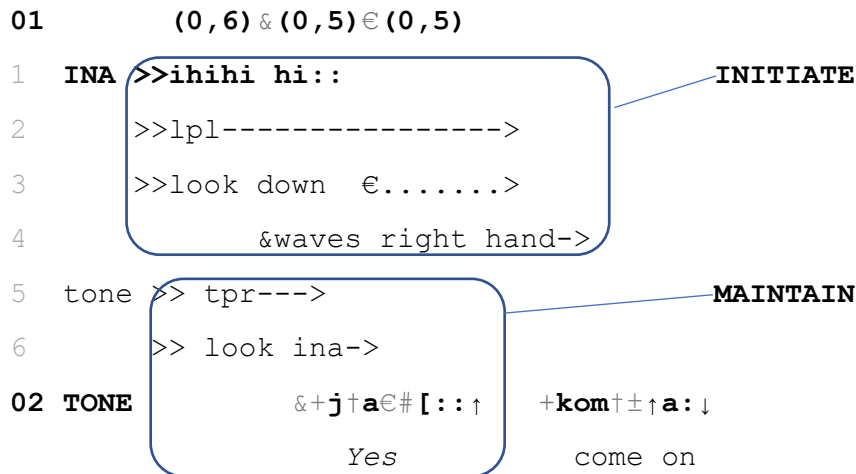 01 (0,6)&(0,5)€(0,5)
1 INA >>ihihi hi:: INITIATE
2 >>lpl---------------->
3 >>look down €.......>
4 &waves right hand->
5 tone >> tpr---> MAINTAIN
6 >> look ina->
02 TONE &+j†a€#[::↑ +kom†±↑a:↓
Yes come on